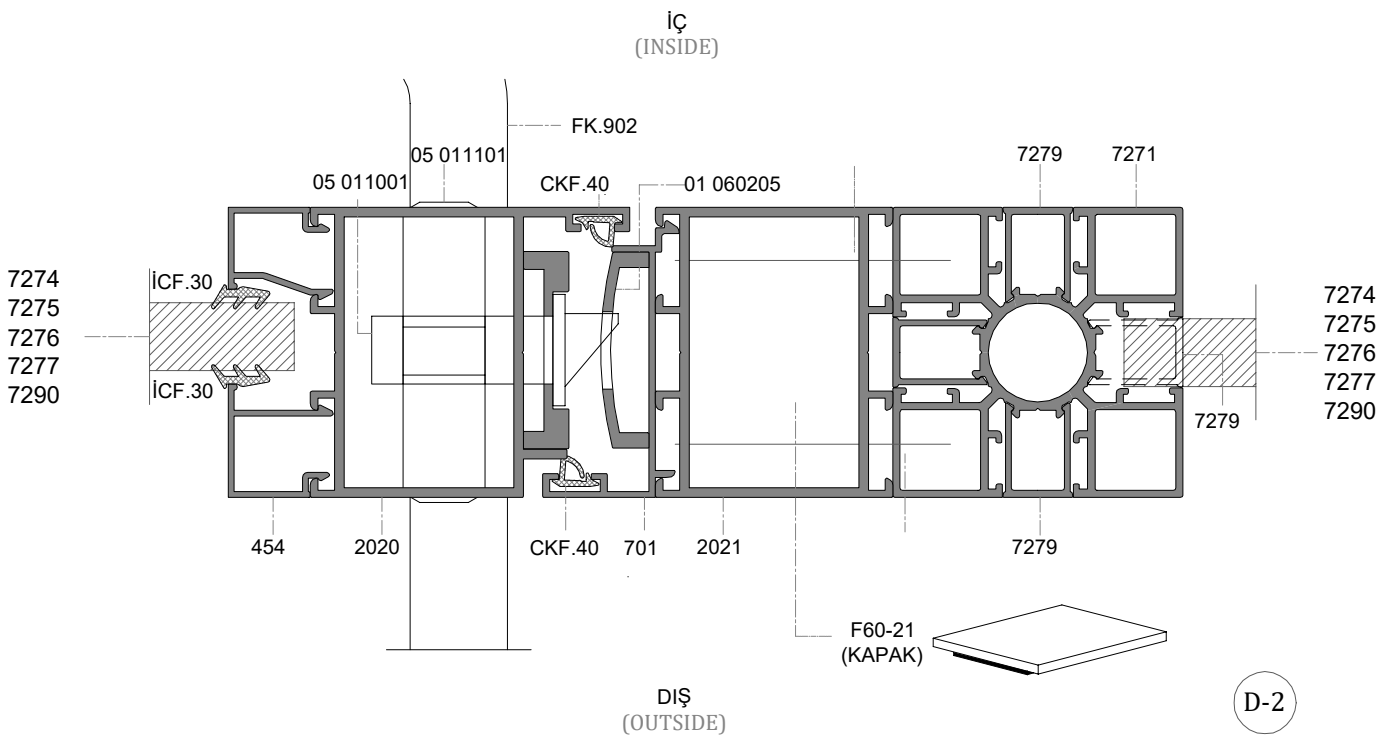 İÇ
(INSIDE)
FK.902
05 011101
05 011001
CKF.40
01 060205
7279
7271
7274
7275
7276
7277
7290
İCF.30
İCF.30
7274
7275
7276
7277
7290
7279
454
2020
CKF.40
701
2021
7279
F60-21
(KAPAK)
DIŞ
(OUTSIDE)
D-2